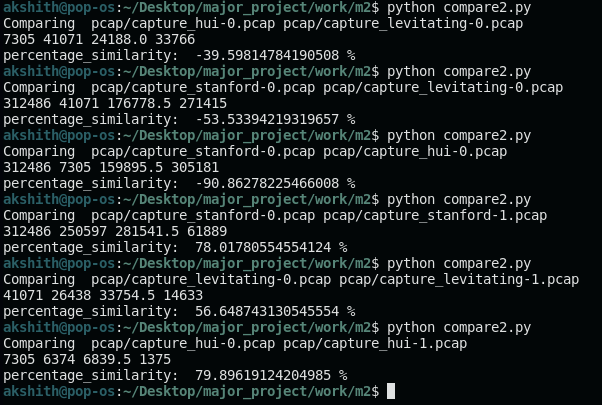 akshith@pop-os:~/Desktop/major_project/work/m2$ python compare2.py
Comparing  pcap/capture_hui-0.pcap pcap/capture_levitating-0.pcap
7305 41071 24188.0 33766
percentage_similarity:  -39.59814784190508 %
akshith@pop-os:~/Desktop/major_project/work/m2$ python compare2.py
Comparing  pcap/capture_stanford-0.pcap pcap/capture_levitating-0.pcap
312486 41071 176778.5 271415
percentage_similarity:  -53.53394219319657 %
akshith@pop-os:~/Desktop/major_project/work/m2$ python compare2.py
Comparing  pcap/capture_stanford-0.pcap pcap/capture_hui-0.pcap
312486 7305 159895.5 305181
percentage_similarity:  -90.86278225466008 %
akshith@pop-os:~/Desktop/major_project/work/m2$ python compare2.py
Comparing  pcap/capture_stanford-0.pcap pcap/capture_stanford-1.pcap
312486 250597 281541.5 61889
percentage_similarity:  78.01780554554124 %
akshith@pop-os:~/Desktop/major_project/work/m2$ python compare2.py
Comparing  pcap/capture_levitating-0.pcap pcap/capture_levitating-1.pcap
41071 26438 33754.5 14633
percentage_similarity:  56.648743130545554 %
akshith@pop-os:~/Desktop/major_project/work/m2$ python compare2.py
Comparing  pcap/capture_hui-0.pcap pcap/capture_hui-1.pcap
7305 6374 6839.5 1375
percentage_similarity:  79.89619124204985 %
akshith@pop-os:~/Desktop/major_project/work/m2$